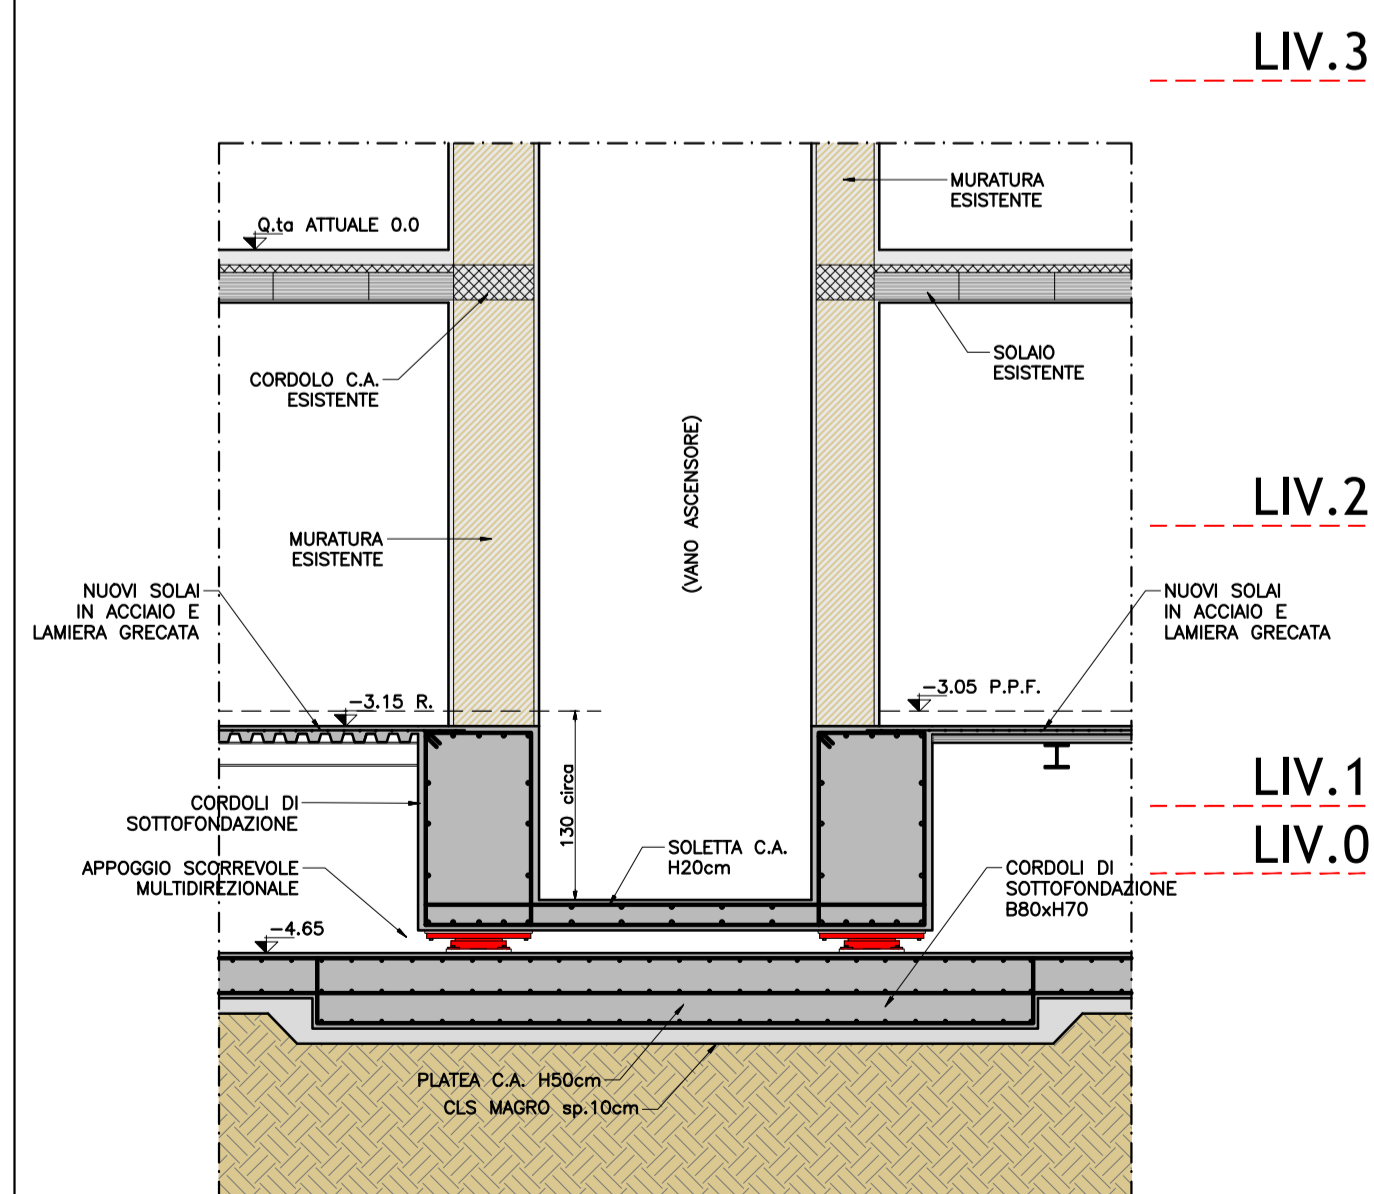 LIV.3
MURATURA
ESISTENTE
Q.ta ATTUALE 0.0
SOLAIO
ESISTENTE
CORDOLO C.A.
ESISTENTE
(VANO ASCENSORE)
LIV.2
MURATURA
ESISTENTE
NUOVI SOLAI
IN ACCIAIO E
LAMIERA GRECATA
NUOVI SOLAI
IN ACCIAIO E
LAMIERA GRECATA
-3.15 R.
-3.05 P.P.F.
LIV.1
130 circa
CORDOLI DI
SOTTOFONDAZIONE
LIV.0
SOLETTA C.A.
H20cm
APPOGGIO SCORREVOLE
MULTIDIREZIONALE
CORDOLI DI
SOTTOFONDAZIONE
B80xH70
-4.65
PLATEA C.A. H50cm
CLS MAGRO sp.10cm